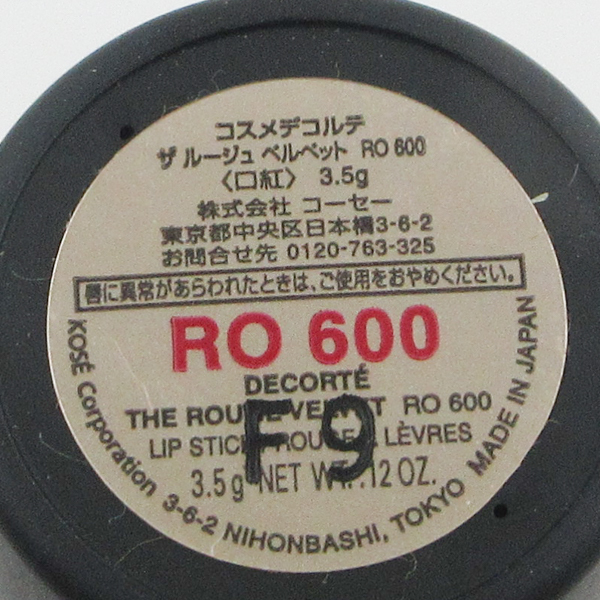 コスメデコルテ
ザ ルージュ ベルベット RO 600
〈口紅〉 3.5g
株式会社 コーセー
東京都中央区日本橋3-6-2
お問合せ先 0120-763-325
唇に異常があらわれたときは、ご使用をおやめください。
RO 600
DECORTÉ
THE ROUGE VELVET RO 600
LIP STICK ROUGE À LÈVRES
3.5g NET WT. .12 OZ.
F9
KOSÉ Corporation 3-6-2 NIHONBASHI, TOKYO MADE IN JAPAN